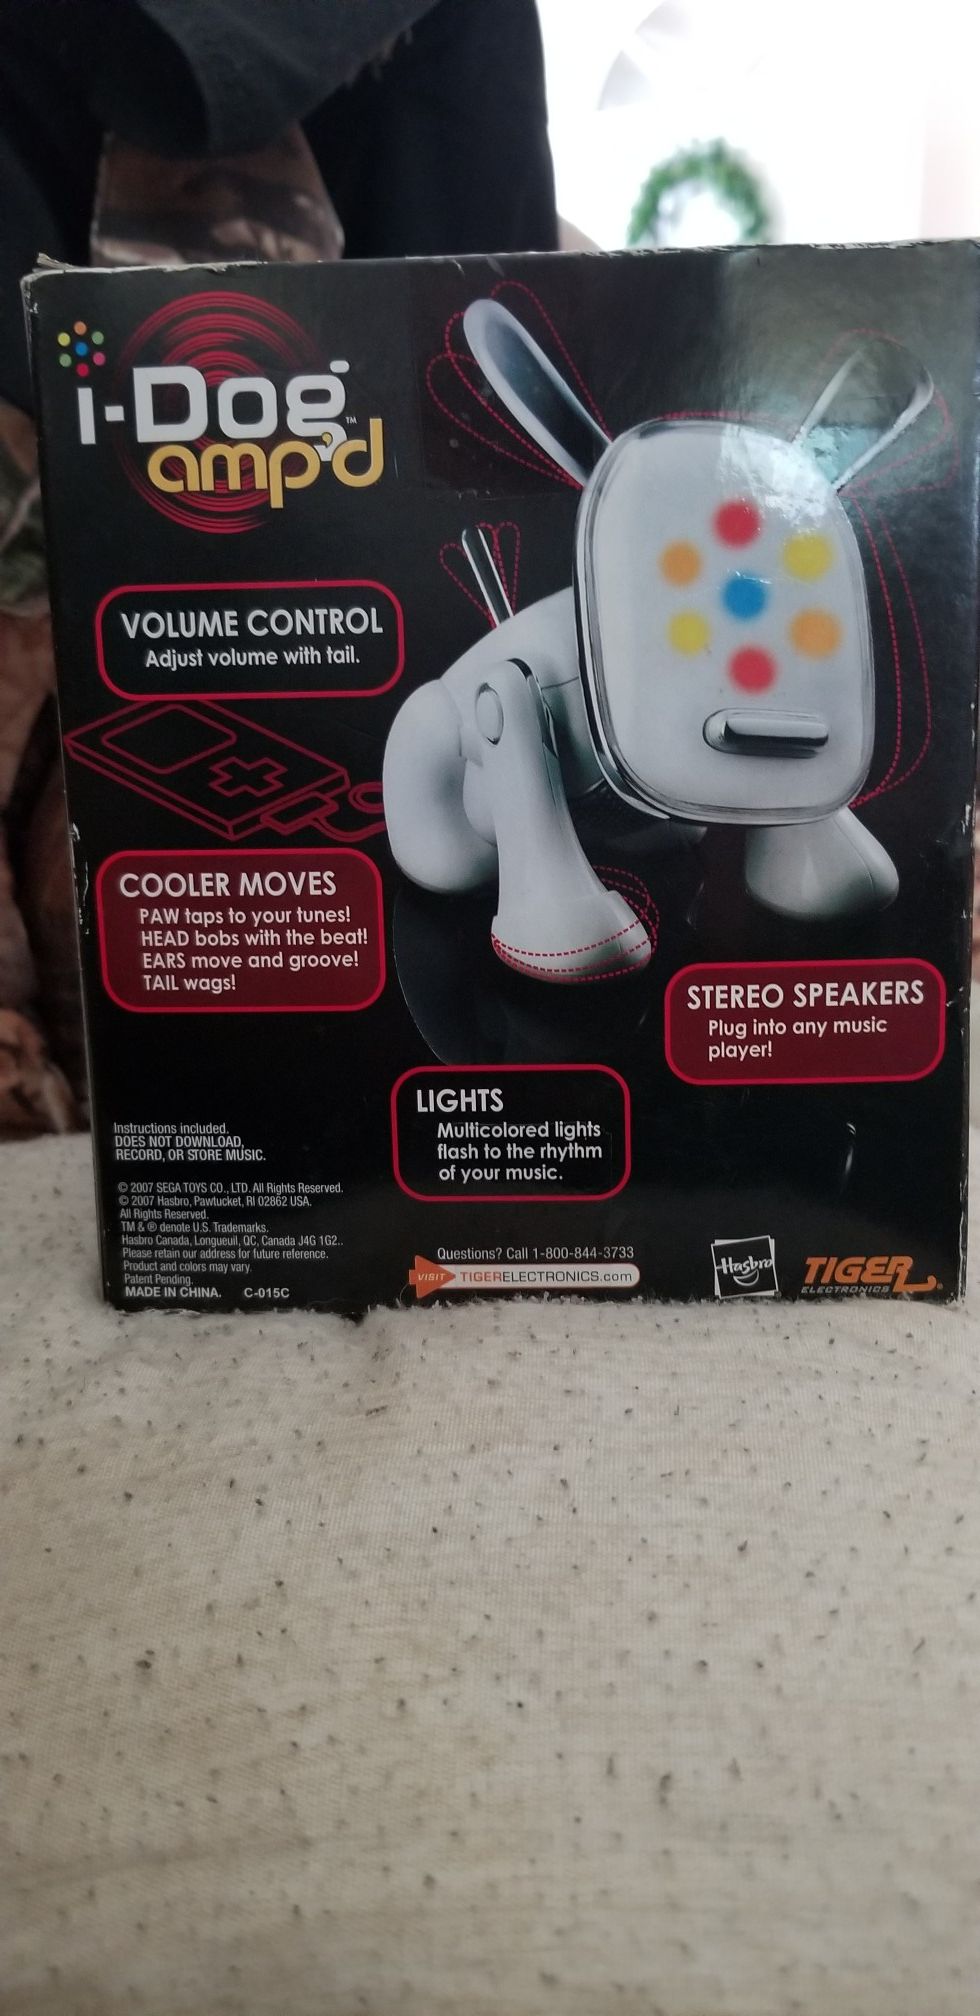 i-Dog™
amp'd
VOLUME CONTROL
Adjust volume with tail.
COOLER MOVES
PAW taps to your tunes!
HEAD bobs with the beat!
EARS move and groove!
TAIL wags!
STEREO SPEAKERS
Plug into any music
player!
LIGHTS
Multicolored lights
flash to the rhythm
of your music.
Instructions included.
DOES NOT DOWNLOAD,
RECORD, OR STORE MUSIC.
© 2007 SEGA TOYS CO., LTD. All Rights Reserved.
© 2007 Hasbro, Pawtucket, RI 02862 USA.
All Rights Reserved.
TM & ® denote U.S. Trademarks.
Hasbro Canada, Longueuil, QC, Canada J4G 1G2..
Please retain our address for future reference.
Product and colors may vary.
Patent Pending.
MADE IN CHINA. C-015C
Questions? Call 1-800-844-3733
VISIT TIGERELECTRONICS.com
Hasbro
TIGER®
ELECTRONICS